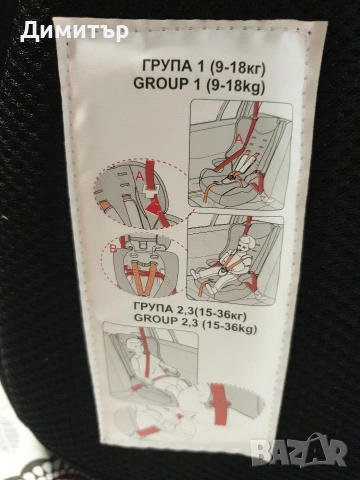 Димитър
ГРУПА 1 (9-18кг)
GROUP 1 (9-18kg)
A
A
B
ГРУПА 2,3(15-36кг)
GROUP 2,3 (15-36kg)
BAZAR